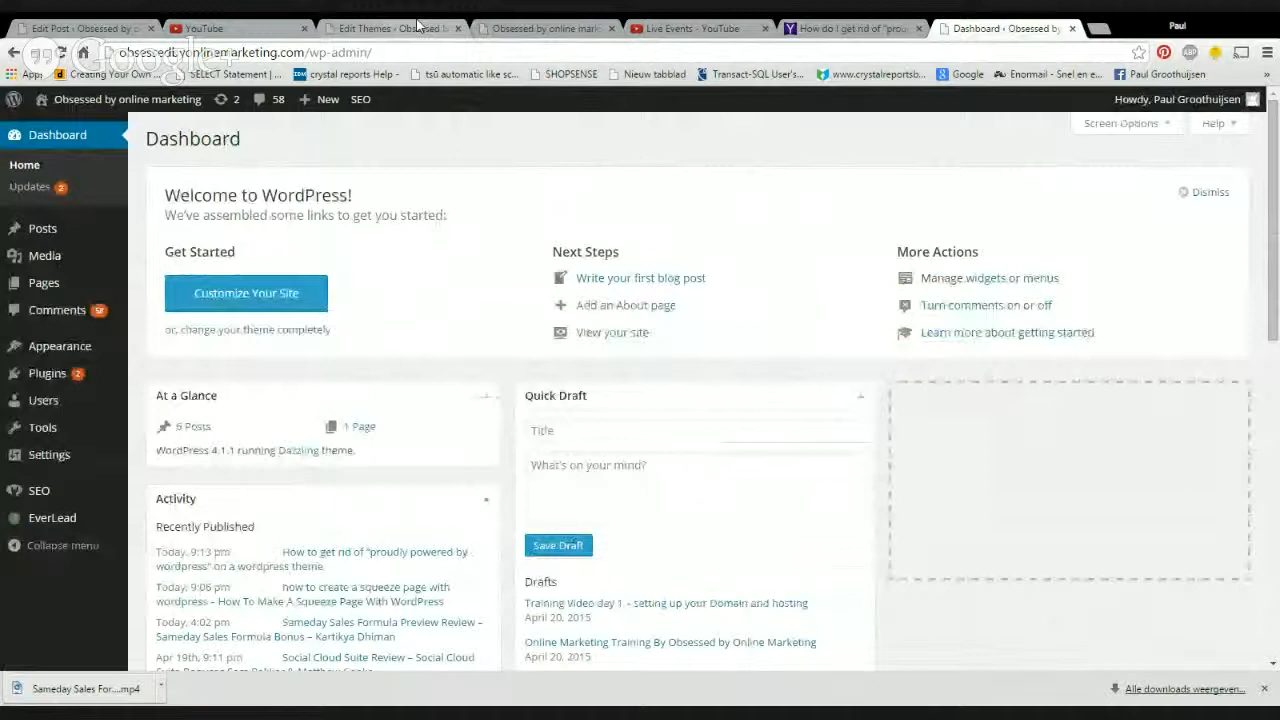 Edit Post ‹ Obsessed by
YouTube
Edit Themes ‹ Obsessed
Obsessed by online mark
Live Events - YouTube
How do I get rid of "prou
Dashboard ‹ Obsessed by
Paul
Google+
obsessedbyonlinemarketing.com/wp-admin/
Apps
Creating Your Own
SELECT Statement |
crystal reports Help -
tsg automatic like sc...
SHOPSENSE
Nieuw tabblad
Transact-SQL User's...
www.crystalreportsb...
Google
Enormail - Snel en e...
Paul Groothuijsen
»
Obsessed by online marketing
2
58
+ New
SEO
Howdy, Paul Groothuijsen
Dashboard
Home
Updates 2
Posts
Media
Pages
Comments
Appearance
Plugins 2
Users
Tools
Settings
SEO
EverLead
Collapse menu
Screen Options
Help
Dashboard
Welcome to WordPress!
We've assembled some links to get you started:
Dismiss
Get Started
Customize Your Site
or, change your theme completely
Next Steps
Write your first blog post
Add an About page
View your site
More Actions
Manage widgets or menus
Turn comments on or off
Learn more about getting started
At a Glance
6 Posts
1 Page
WordPress 4.1.1 running Dazzling theme.
Activity
Recently Published
Today, 9:13 pm How to get rid of "proudly powered by
wordpress" on a wordpress theme
Today, 9:06 pm how to create a squeeze page with
wordpress – How To Make A Squeeze Page With WordPress
Today, 4:02 pm Sameday Sales Formula Preview Review –
Sameday Sales Formula Bonus – Kartikya Dhiman
Apr 19th, 9:11 pm Social Cloud Suite Review – Social Cloud
Quick Draft
Title
What's on your mind?
Save Draft
Drafts
Training Video day 1 – setting up your Domain and hosting
April 20, 2015
Online Marketing Training By Obsessed by Online Marketing
April 20, 2015
Sameday Sales For....mp4
Alle downloads weergeven...